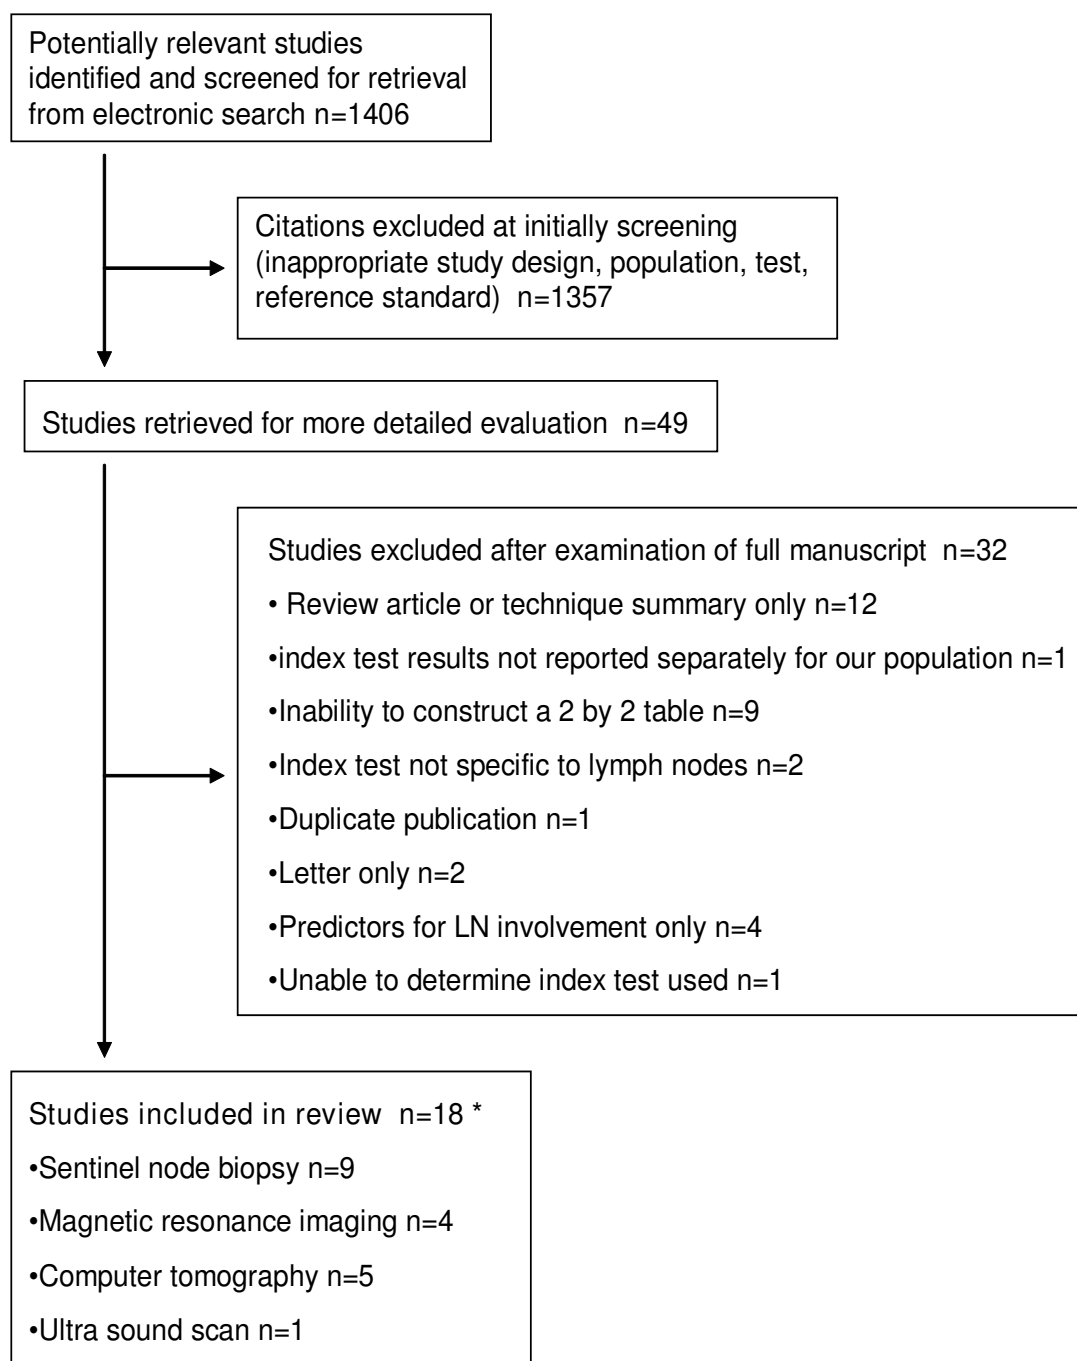 Potentially relevant studies
identified and screened for retrieval
from electronic search n=1406
Citations excluded at initially screening
(inappropriate study design, population, test,
reference standard) n=1357
Studies retrieved for more detailed evaluation n=49
Studies excluded after examination of full manuscript n=32
• Review article or technique summary only n=12
•index test results not reported separately for our population n=1
•Inability to construct a 2 by 2 table n=9
•Index test not specific to lymph nodes n=2
•Duplicate publication n=1
•Letter only n=2
•Predictors for LN involvement only n=4
•Unable to determine index test used n=1
Studies included in review n=18 *
•Sentinel node biopsy n=9
•Magnetic resonance imaging n=4
•Computer tomography n=5
•Ultra sound scan n=1